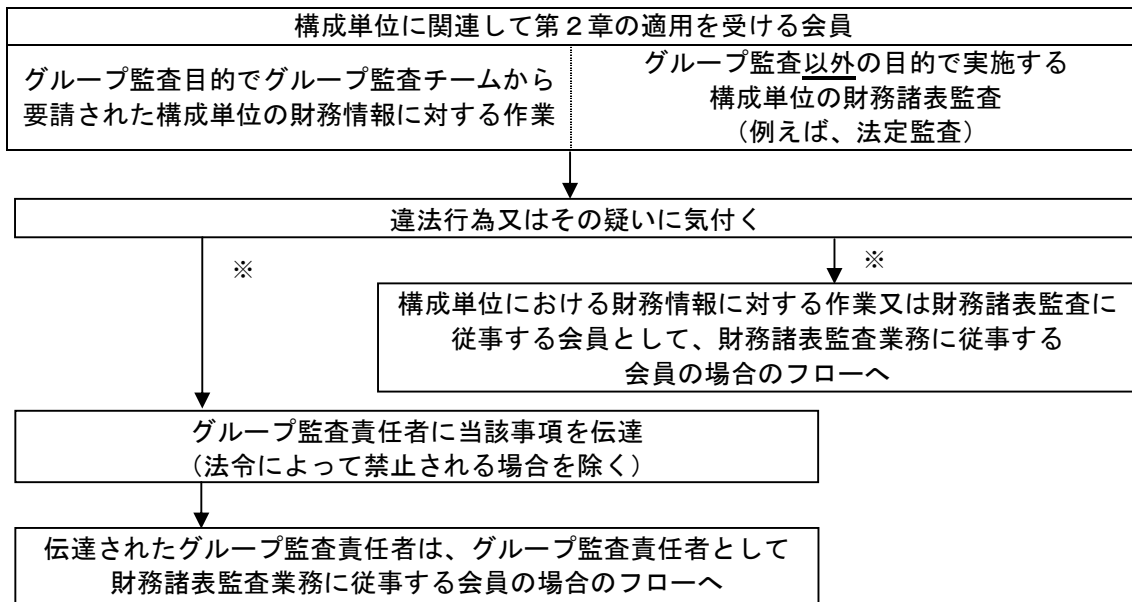 構成単位に関連して第２章の適用を受ける会員
グループ監査目的でグループ監査チームから
要請された構成単位の財務情報に対する作業
グループ監査以外の目的で実施する
構成単位の財務諸表監査
（例えば、法定監査）
違法行為又はその疑いに気付く
※
※
構成単位における財務情報に対する作業又は財務諸表監査に
従事する会員として、財務諸表監査業務に従事する
会員の場合のフローへ
グループ監査責任者に当該事項を伝達
（法令によって禁止される場合を除く）
伝達されたグループ監査責任者は、グループ監査責任者として
財務諸表監査業務に従事する会員の場合のフローへ